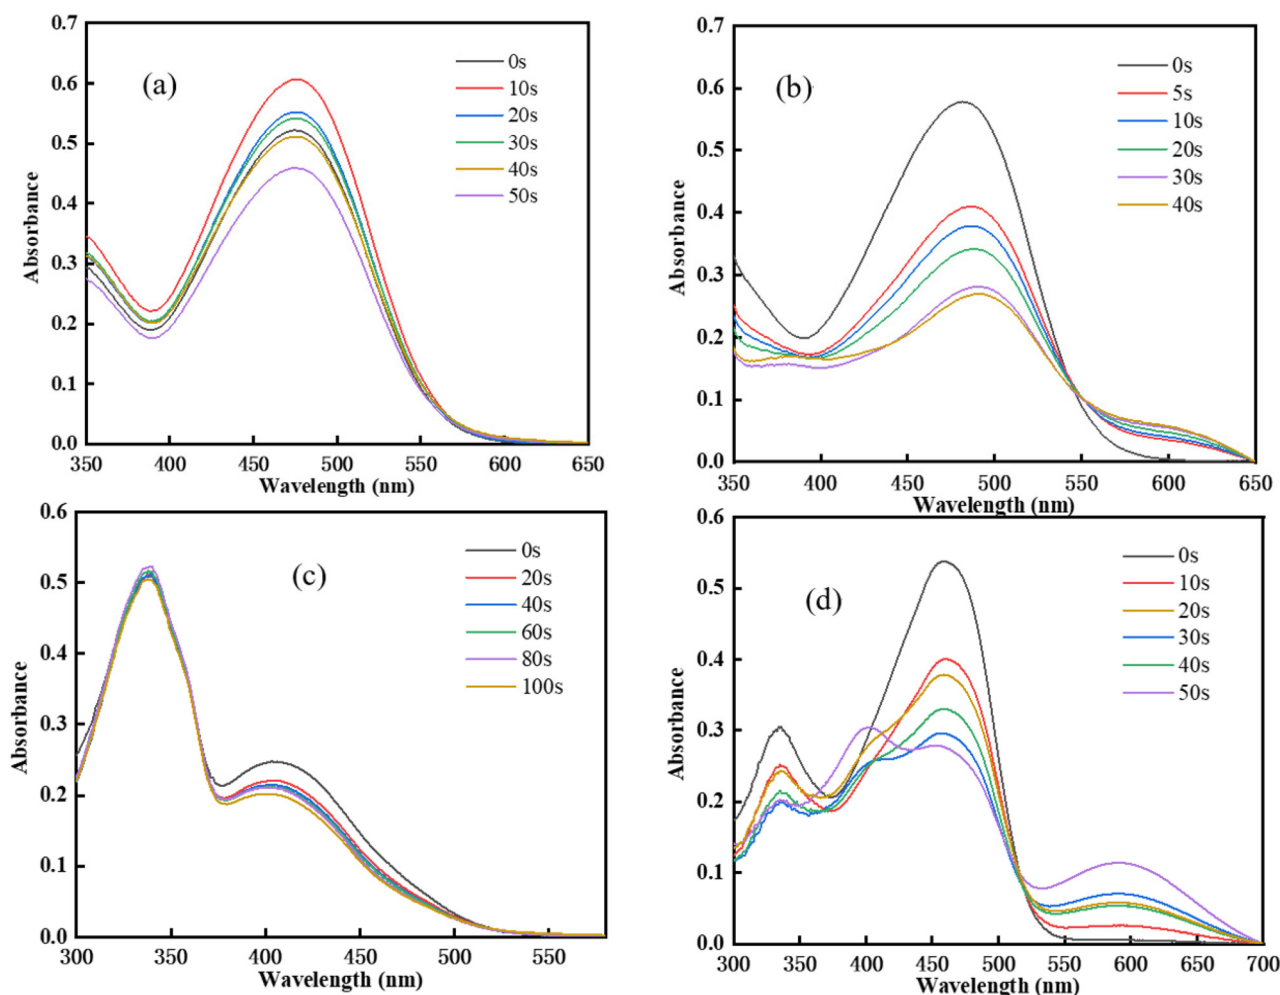 (a)
0s
10s
20s
30s
40s
50s
0.7
0.6
0.5
0.4
0.3
0.2
0.1
0.0
Absorbance
350 400 450 500 550 600 650
Wavelength (nm)
(b)
0s
5s
10s
20s
30s
40s
0.7
0.6
0.5
0.4
0.3
0.2
0.1
0.0
Absorbance
350 400 450 500 550 600 650
Wavelength (nm)
(c)
0s
20s
40s
60s
80s
100s
0.6
0.5
0.4
0.3
0.2
0.1
0.0
Absorbance
300 350 400 450 500 550
Wavelength (nm)
(d)
0s
10s
20s
30s
40s
50s
0.6
0.5
0.4
0.3
0.2
0.1
0.0
Absorbance
300 350 400 450 500 550 600 650 700
Wavelength (nm)